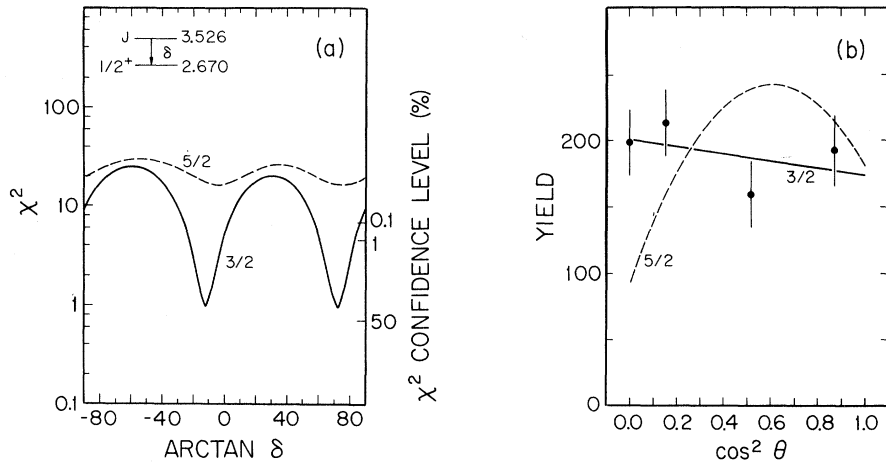 J 3.526
δ
1/2+ 2.670
(a)
100
10
1
0.1
χ²
5/2
3/2
0.1
1
50
χ² CONFIDENCE LEVEL (%)
-80 -40 0 40 80
ARCTAN δ
(b)
200
100
0
YIELD
3/2
5/2
0.0 0.2 0.4 0.6 0.8 1.0
cos² θ